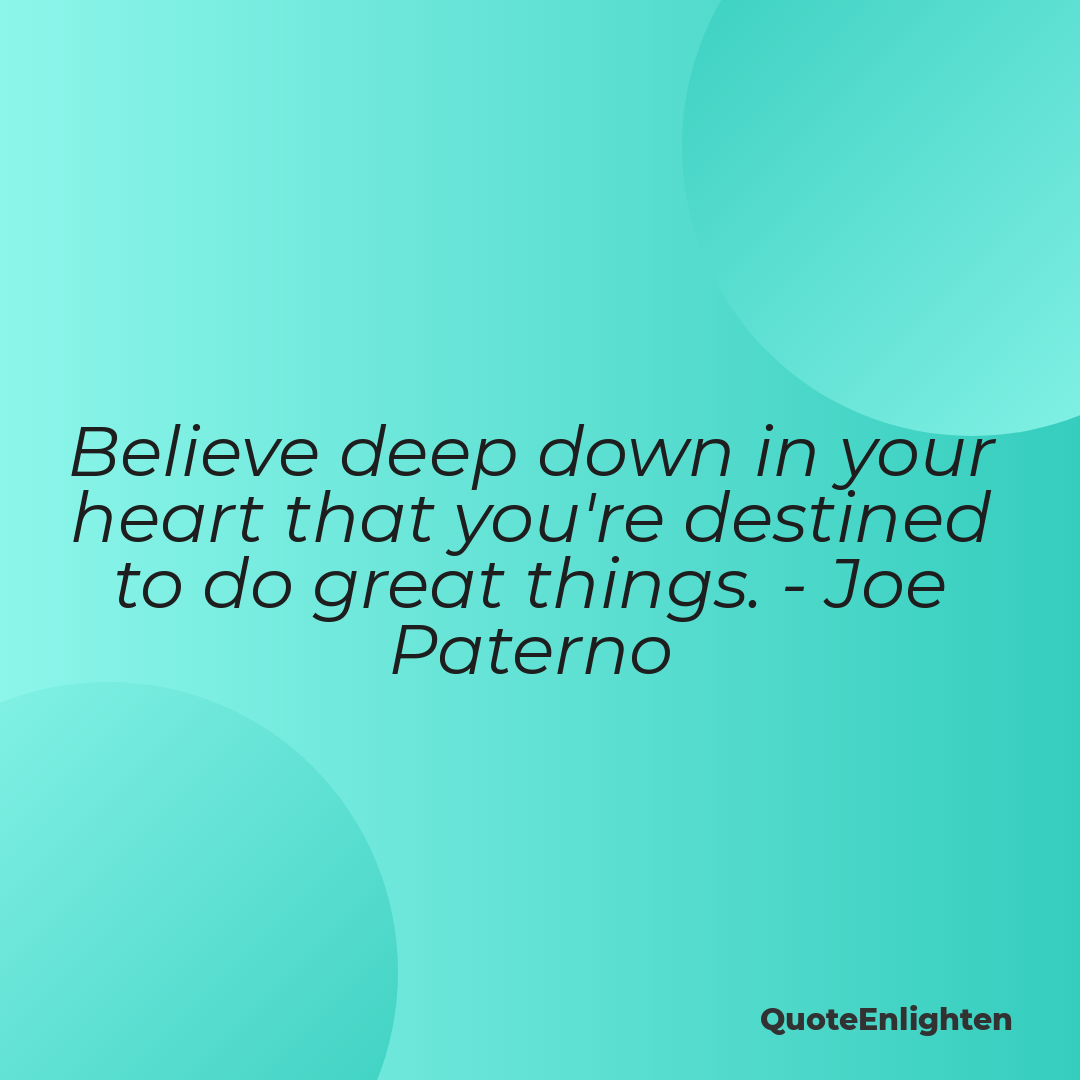 Believe deep down in your
heart that you're destined
to do great things. - Joe
Paterno
QuoteEnlighten